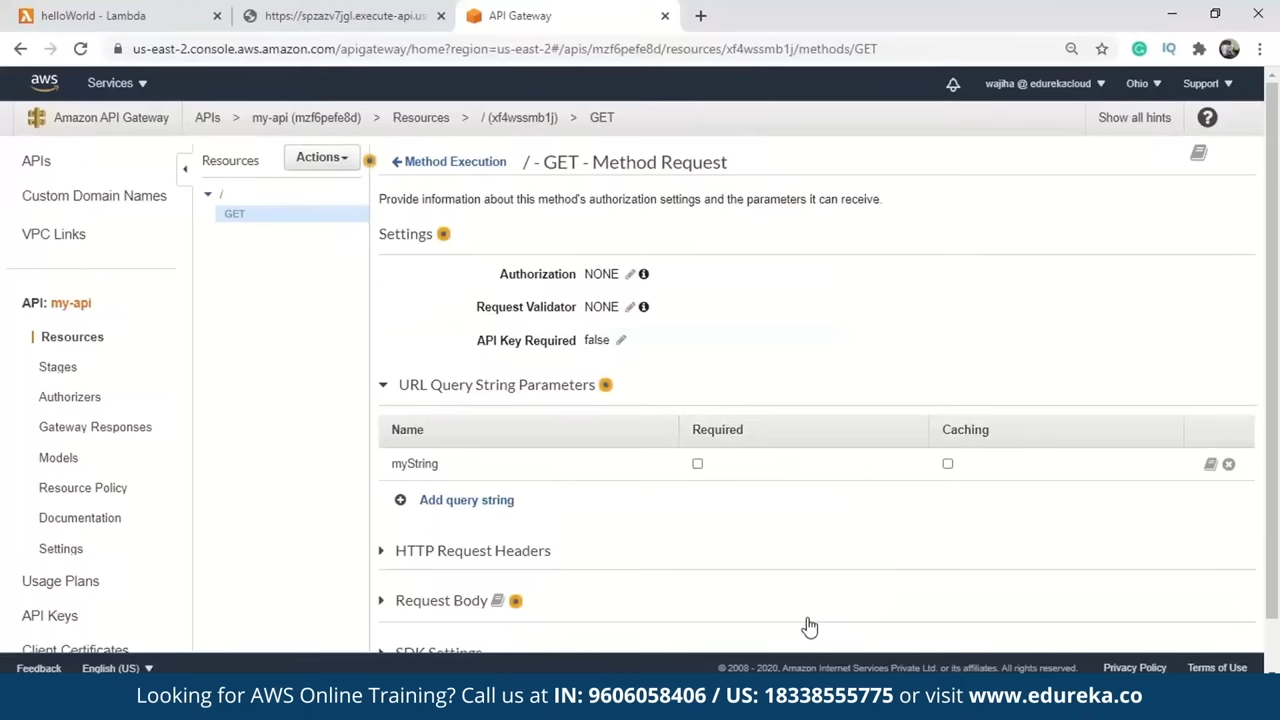 helloWorld - Lambda
https://spzazv7jgl.execute-api.us
API Gateway
us-east-2.console.aws.amazon.com/apigateway/home?region=us-east-2#/apis/mzf6pefe8d/resources/xf4wssmb1j/methods/GET
IQ
aws Services
wajiha @ edurekacloud Ohio Support
Amazon API Gateway APIs > my-api (mzf6pefe8d) > Resources > / (xf4wssmb1j) > GET Show all hints ?
APIs
Custom Domain Names
VPC Links
API: my-api
Resources
Stages
Authorizers
Gateway Responses
Models
Resource Policy
Documentation
Settings
Usage Plans
API Keys
Client Certificates
Resources Actions
/
GET
Method Execution / - GET - Method Request
Provide information about this method's authorization settings and the parameters it can receive.
Settings
Authorization NONE
Request Validator NONE
API Key Required false
URL Query String Parameters
Name Required Caching
myString
Add query string
HTTP Request Headers
Request Body
SDK Settings
Feedback English (US) © 2008 - 2020, Amazon Internet Services Private Ltd. or its affiliates. All rights reserved. Privacy Policy Terms of Use
Looking for AWS Online Training? Call us at IN: 9606058406 / US: 18338555775 or visit www.edureka.co